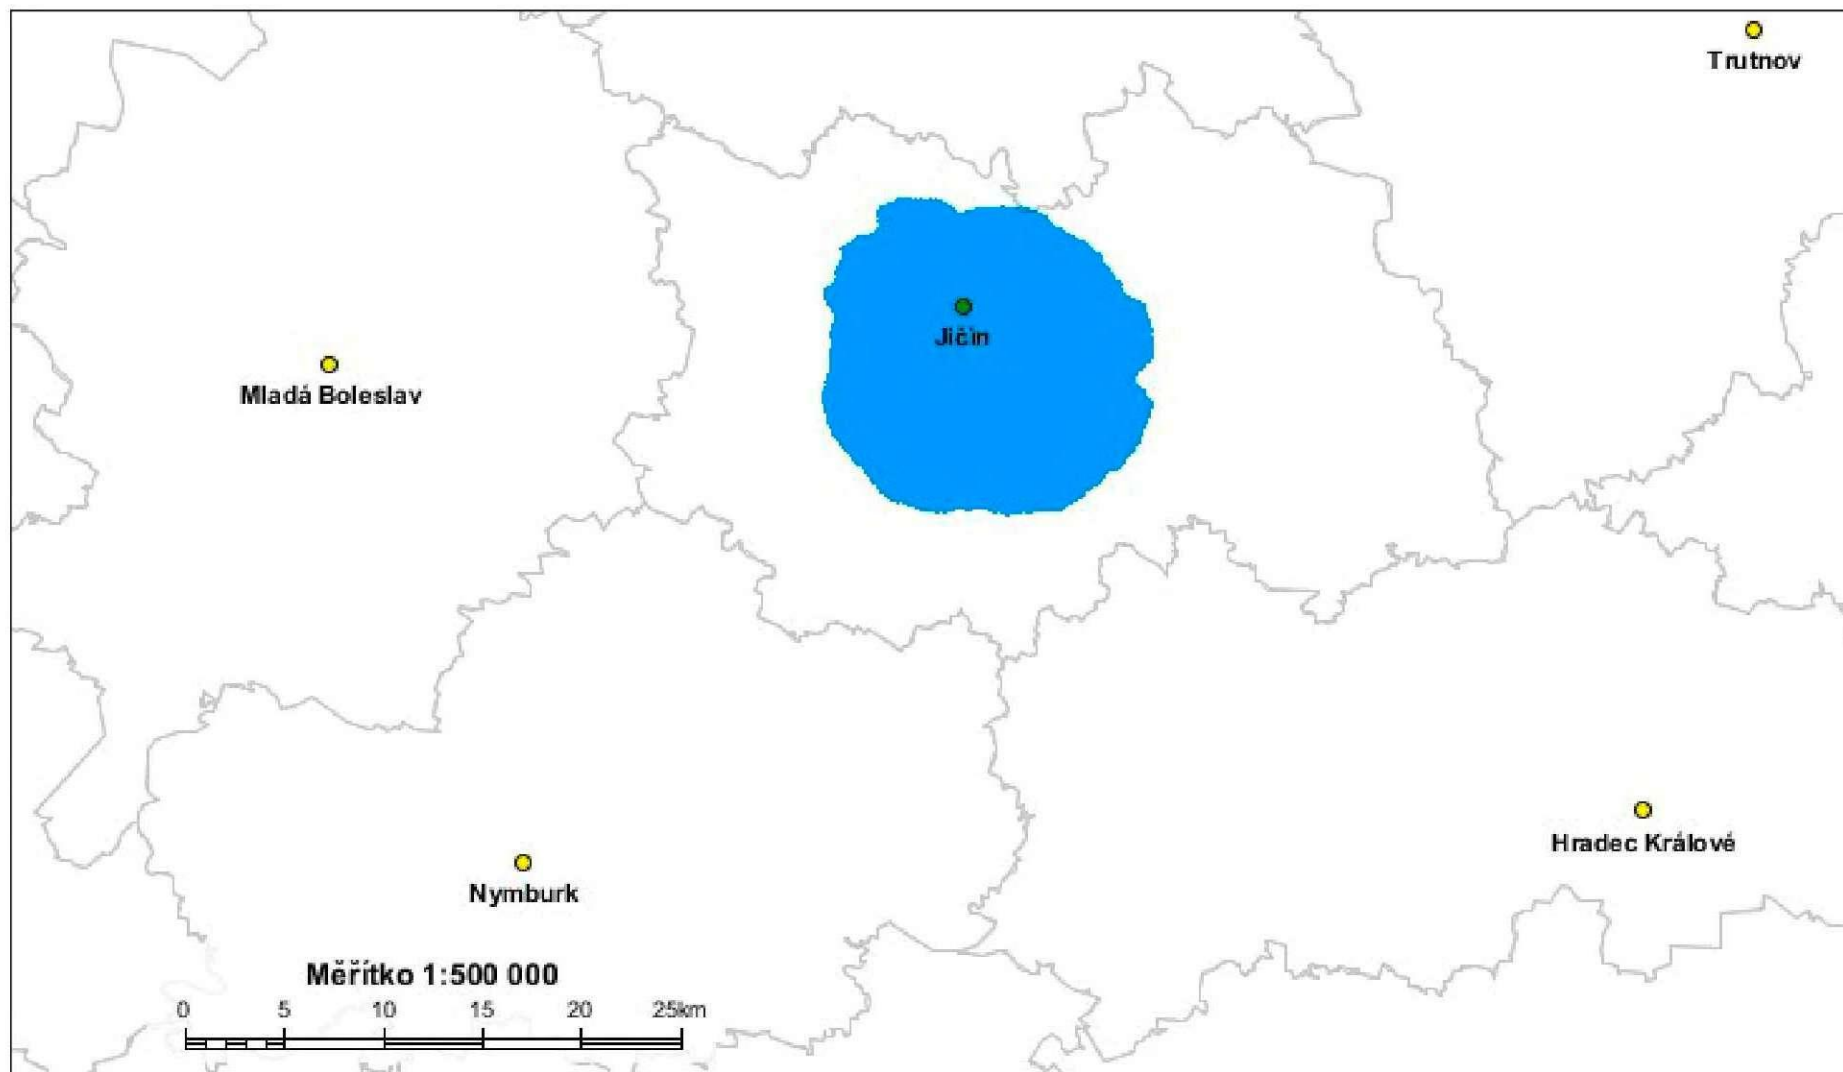 Trutnov
Jičín
Mladá Boleslav
Hradec Králové
Nymburk
Měřítko 1:500 000
0 5 10 15 20 25km